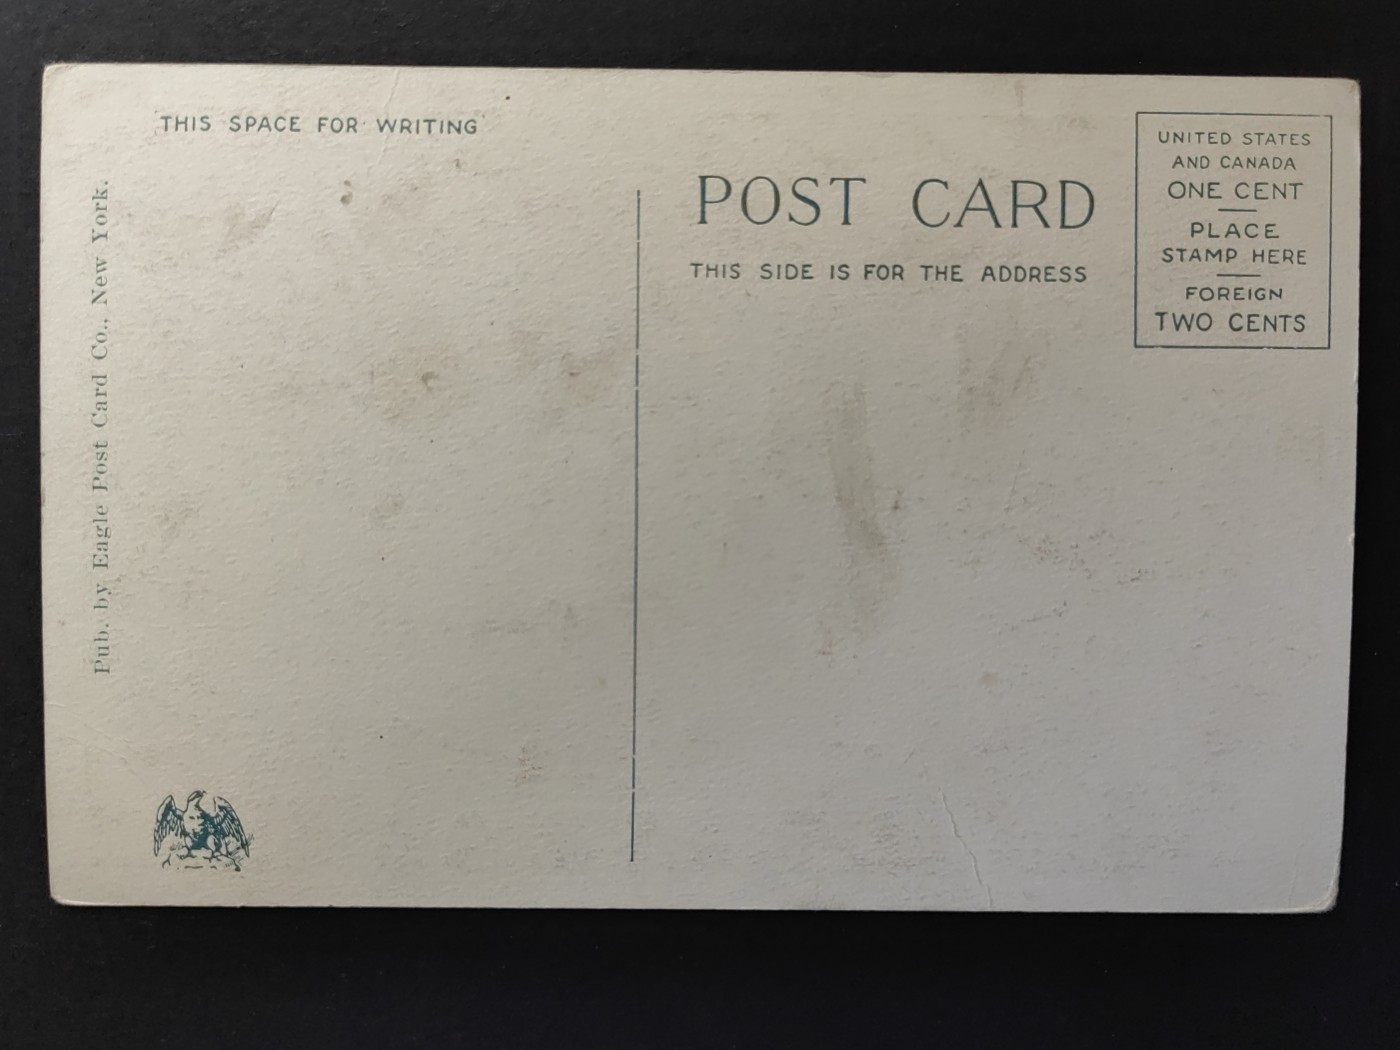 THIS SPACE FOR WRITING
POST CARD
THIS SIDE IS FOR THE ADDRESS
UNITED STATES
AND CANADA
ONE CENT
PLACE
STAMP HERE
FOREIGN
TWO CENTS
Pub. by Eagle Post Card Co., New York.